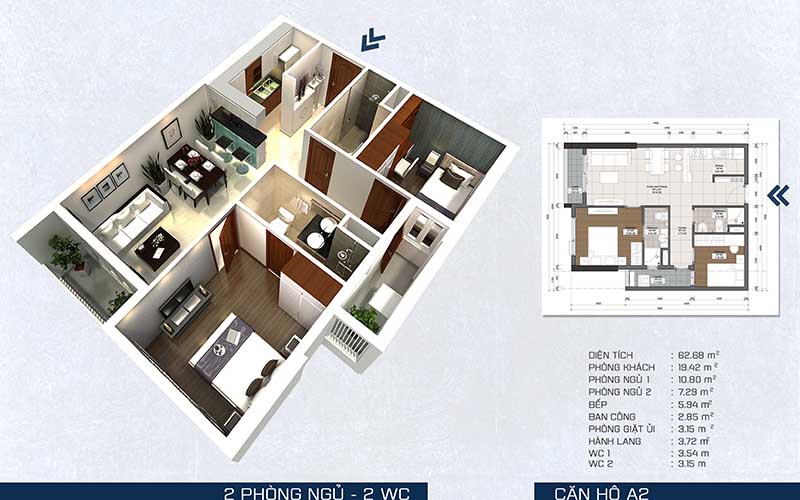 DIỆN TÍCH : 62.68 m²
PHÒNG KHÁCH : 19.42 m²
PHÒNG NGỦ 1 : 10.80 m²
PHÒNG NGỦ 2 : 7.29 m²
BẾP : 5.94 m²
BAN CÔNG : 2.85 m²
PHÒNG GIẶT ỦI : 3.15 m²
HÀNH LANG : 3.72 m²
WC 1 : 3.54 m
WC 2 : 3.15 m
2 PHÒNG NGỦ - 2 WC
CĂN HỘ A2